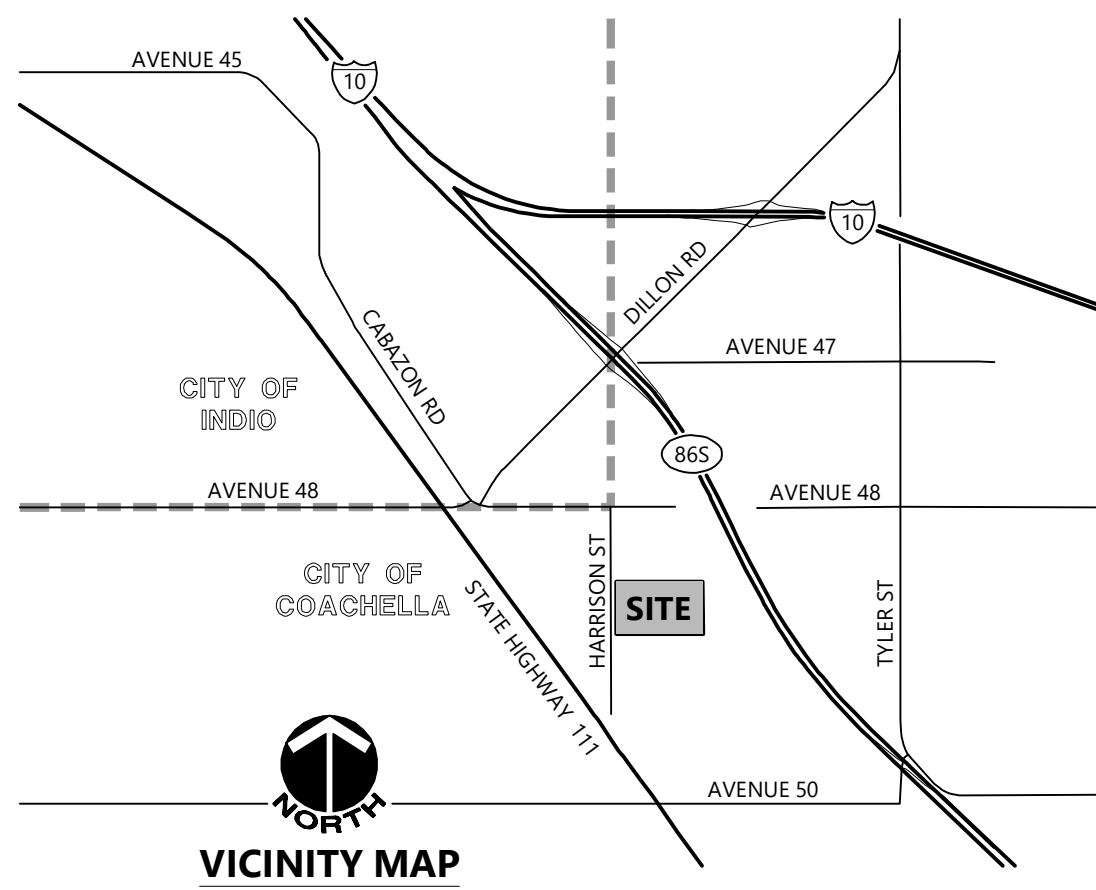 AVENUE 45
10
10
DILLON RD
CABAZON RD
AVENUE 47
CITY OF
INDIO
86S
AVENUE 48
AVENUE 48
CITY OF
COACHELLA
STATE HIGHWAY 111
HARRISON ST
SITE
TYLER ST
AVENUE 50
NORTH
VICINITY MAP